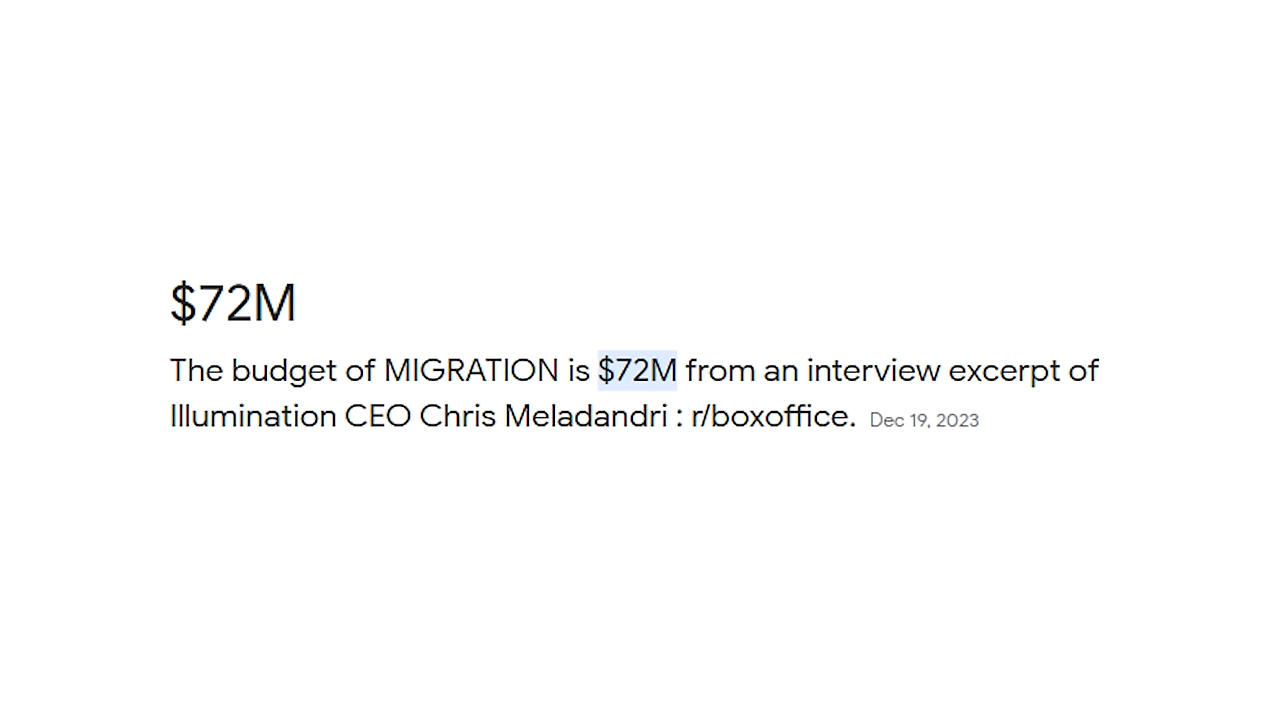 $72M
The budget of MIGRATION is $72M from an interview excerpt of
Illumination CEO Chris Meladandri : r/boxoffice. Dec 19, 2023